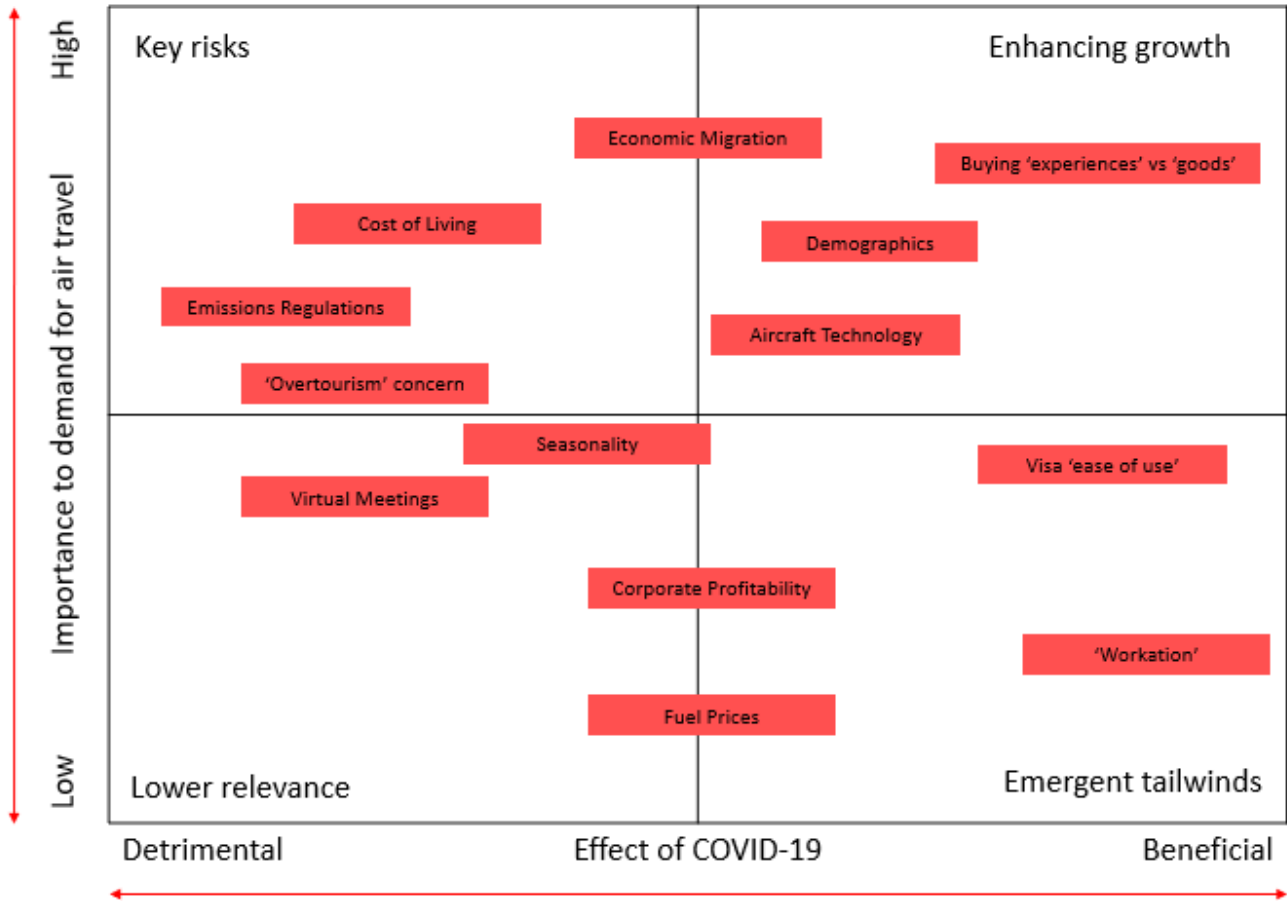 High
Importance to demand for air travel
Low
Key risks
Enhancing growth
Economic Migration
Buying ‘experiences’ vs ‘goods’
Cost of Living
Demographics
Emissions Regulations
Aircraft Technology
‘Overtourism’ concern
Seasonality
Visa ‘ease of use’
Virtual Meetings
Corporate Profitability
‘Workation’
Fuel Prices
Lower relevance
Emergent tailwinds
Detrimental
Effect of COVID-19
Beneficial